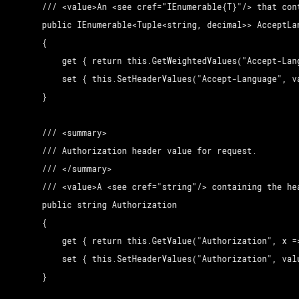 /// <value>An <see cref="IEnumerable{T}"/> that cont
public IEnumerable<Tuple<string, decimal>> AcceptLan
{
get { return this.GetWeightedValues("Accept-Lang
set { this.SetHeaderValues("Accept-Language", va
}
/// <summary>
/// Authorization header value for request.
/// </summary>
/// <value>A <see cref="string"/> containing the hea
public string Authorization
{
get { return this.GetValue("Authorization", x =>
set { this.SetHeaderValues("Authorization", valu
}